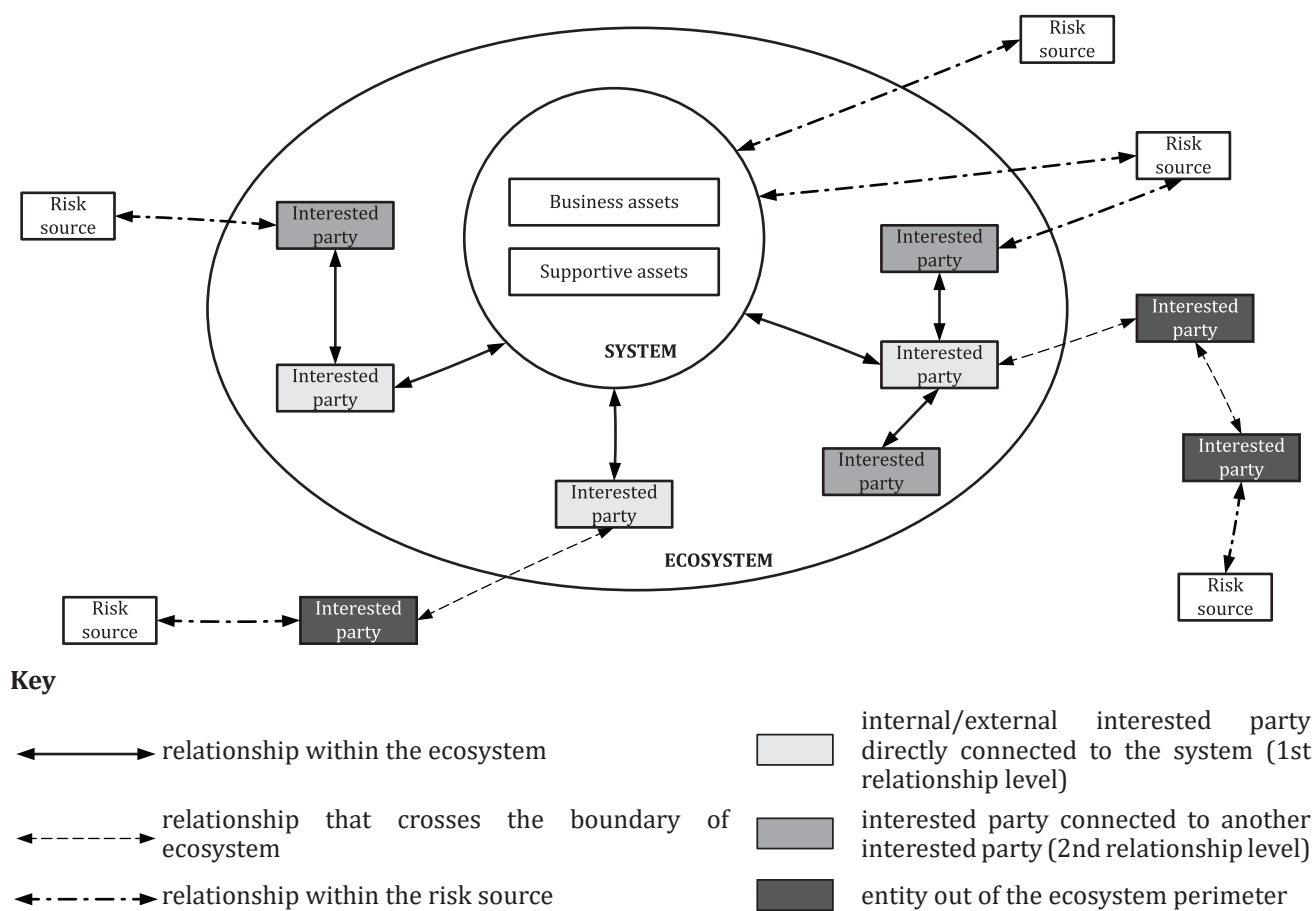 Risk
source
Risk
source
Business assets
Risk
source
Interested
party
Interested
party
Supportive assets
Interested
party
SYSTEM
Interested
party
Interested
party
Interested
party
Interested
party
Interested
party
ECOSYSTEM
Risk
source
Risk
source
Interested
party
Key
relationship within the ecosystem
internal/external interested party
directly connected to the system (1st
relationship level)
relationship that crosses the boundary of
ecosystem
interested party connected to another
interested party (2nd relationship level)
relationship within the risk source
entity out of the ecosystem perimeter